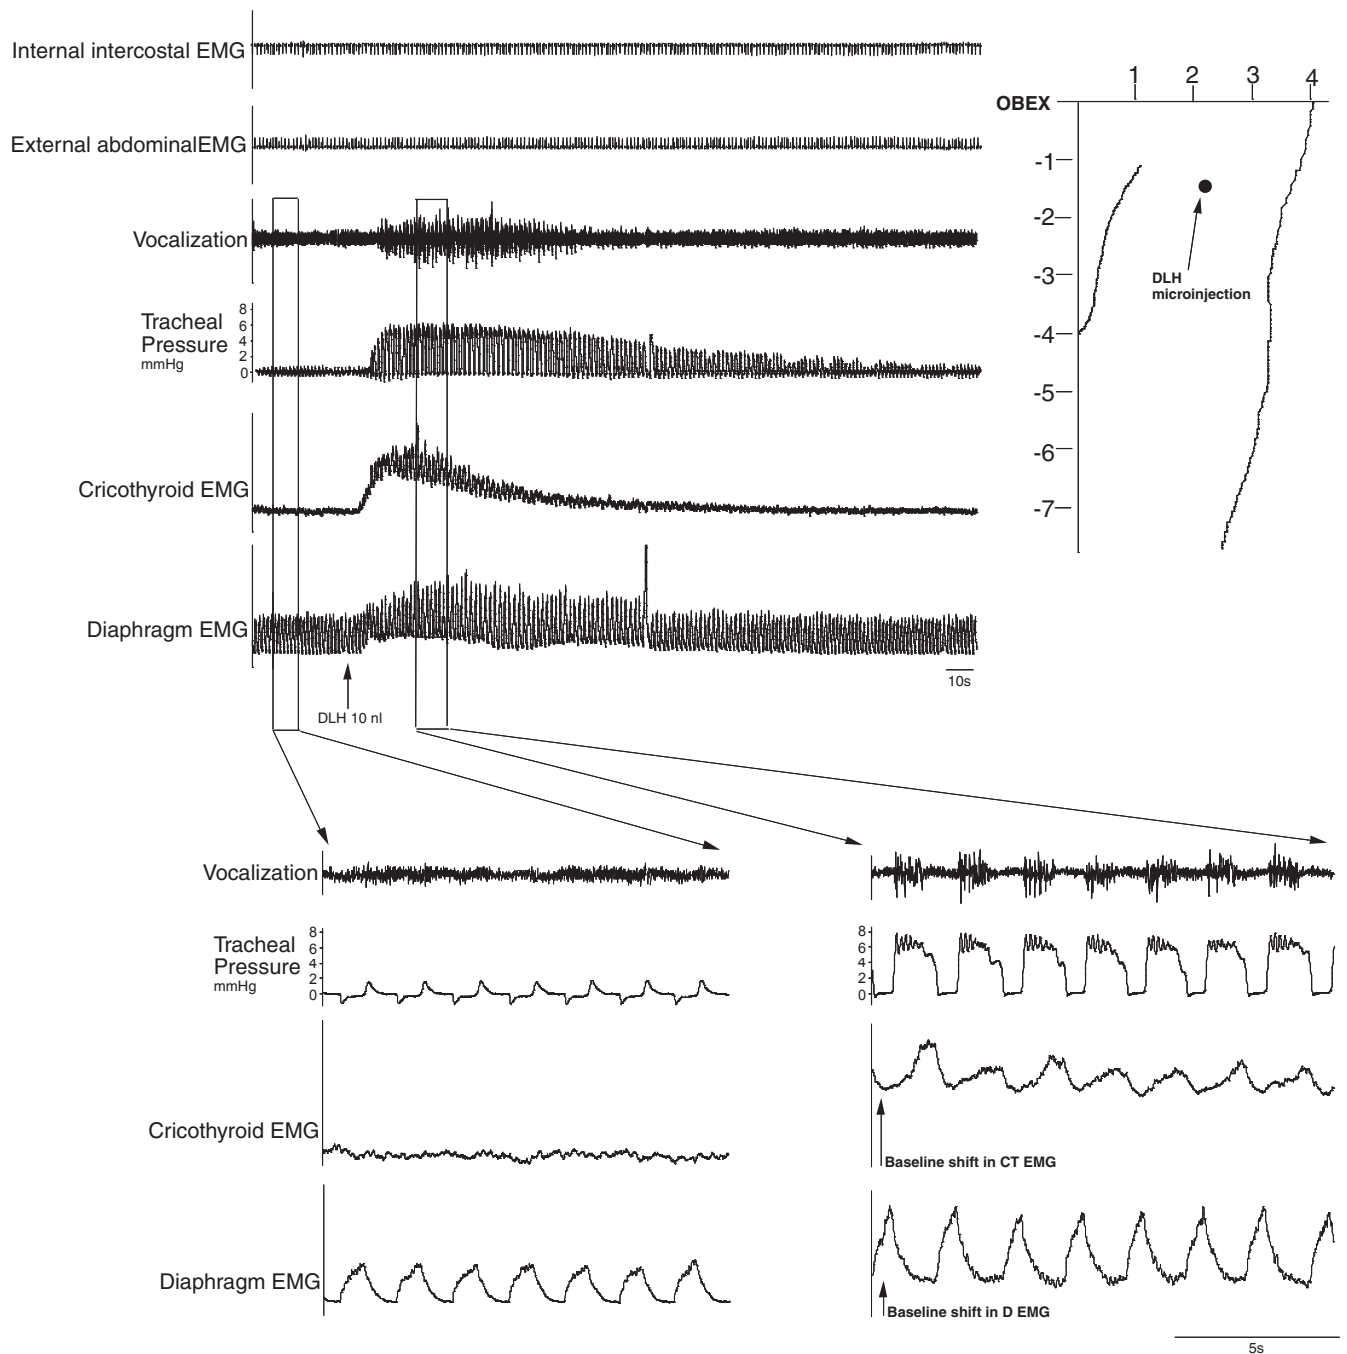 Internal intercostal EMG
External abdominalEMG
Vocalization
Tracheal
Pressure
mmHg
8
6
4
2
0
Cricothyroid EMG
Diaphragm EMG
10s
DLH 10 nl
1 2 3 4
OBEX
-1
-2
-3
-4
-5
-6
-7
DLH
microinjection
Vocalization
Tracheal
Pressure
mmHg
8
6
4
2
0
Cricothyroid EMG
Diaphragm EMG
8
6
4
2
0
Baseline shift in CT EMG
Baseline shift in D EMG
5s